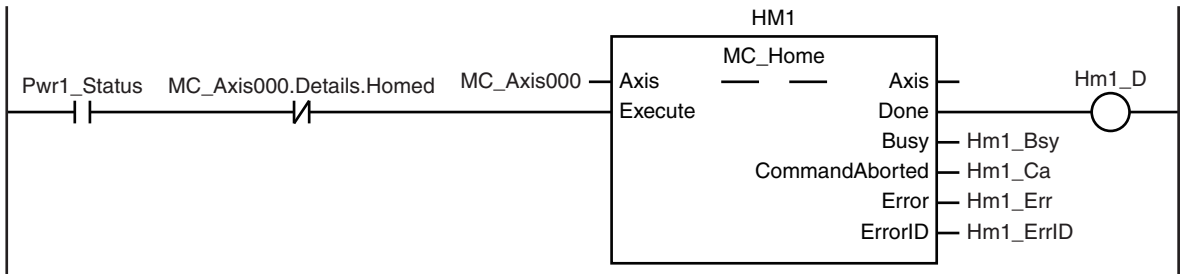 HM1
MC_Home
Pwr1_Status MC_Axis000.Details.Homed MC_Axis000 Axis Axis Hm1_D
Execute Done
Busy Hm1_Bsy
CommandAborted Hm1_Ca
Error Hm1_Err
ErrorID Hm1_ErrID